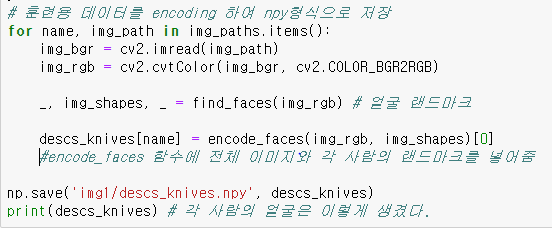 # 훈련용 데이터를 encoding 하여 npy형식으로 저장
for name, img_path in img_paths.items():
img_bgr = cv2.imread(img_path)
img_rgb = cv2.cvtColor(img_bgr, cv2.COLOR_BGR2RGB)
_, img_shapes, _ = find_faces(img_rgb) # 얼굴 랜드마크
descs_knives[name] = encode_faces(img_rgb, img_shapes)[0]
#encode_faces 함수에 전체 이미지와 각 사람의 랜드마크를 넣어줌
np.save('img1/descs_knives.npy', descs_knives)
print(descs_knives) # 각 사람의 얼굴은 이렇게 생겼다.